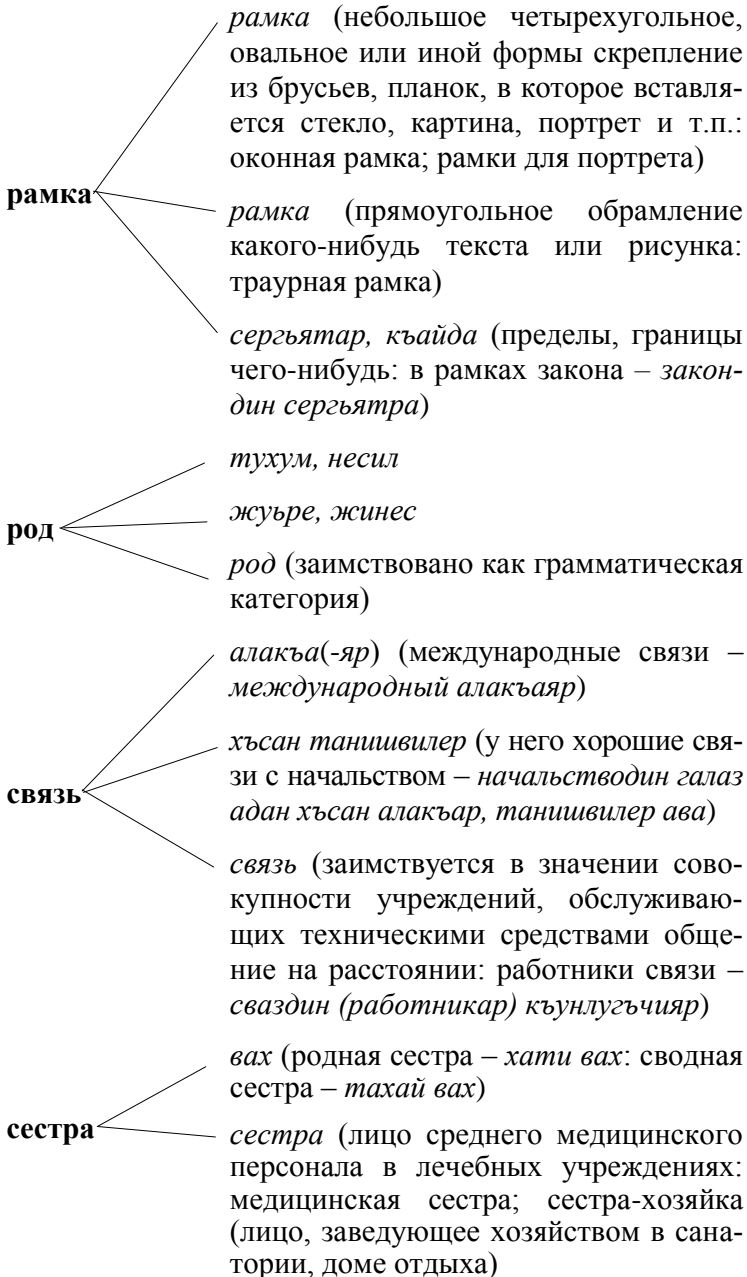 рамка (небольшое четырехугольное,
овальное или иной формы скрепление
из брусьев, планок, в которое вставля-
ется стекло, картина, портрет и т.п.:
оконная рамка; рамки для портрета)
рамка
рамка (прямоугольное обрамление
какого-нибудь текста или рисунка:
траурная рамка)
сергьятар, къайда (пределы, границы
чего-нибудь: в рамках закона – закон-
дин сергьятра)
тухум, несил
род
жуьре, жинес
род (заимствовано как грамматическая
категория)
алакъа(-яр) (международные связи –
международный алакъаяр)
хъсан танишвилер (у него хорошие свя-
зи с начальством – начальстводин галаз
адан хъсан алакъар, танишвилер ава)
связь
связь (заимствуется в значении сово-
купности учреждений, обслуживаю-
щих техническими средствами обще-
ние на расстоянии: работники связи –
сваздин (работникар) къунлугъчияр)
вах (родная сестра – хати вах: сводная
сестра – тахай вах)
сестра
сестра (лицо среднего медицинского
персонала в лечебных учреждениях:
медицинская сестра; сестра-хозяйка
(лицо, заведующее хозяйством в сана-
тории, доме отдыха)